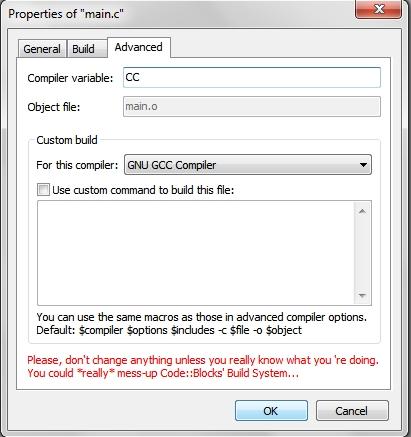 Properties of "main.c"
General Build Advanced
Compiler variable: CC
Object file: main.o
Custom build
For this compiler: GNU GCC Compiler
Use custom command to build this file:
You can use the same macros as those in advanced compiler options.
Default: $compiler $options $includes -c $file -o $object
Please, don't change anything unless you really know what you 're doing.
You could *really* mess-up Code::Blocks' Build System...
OK Cancel